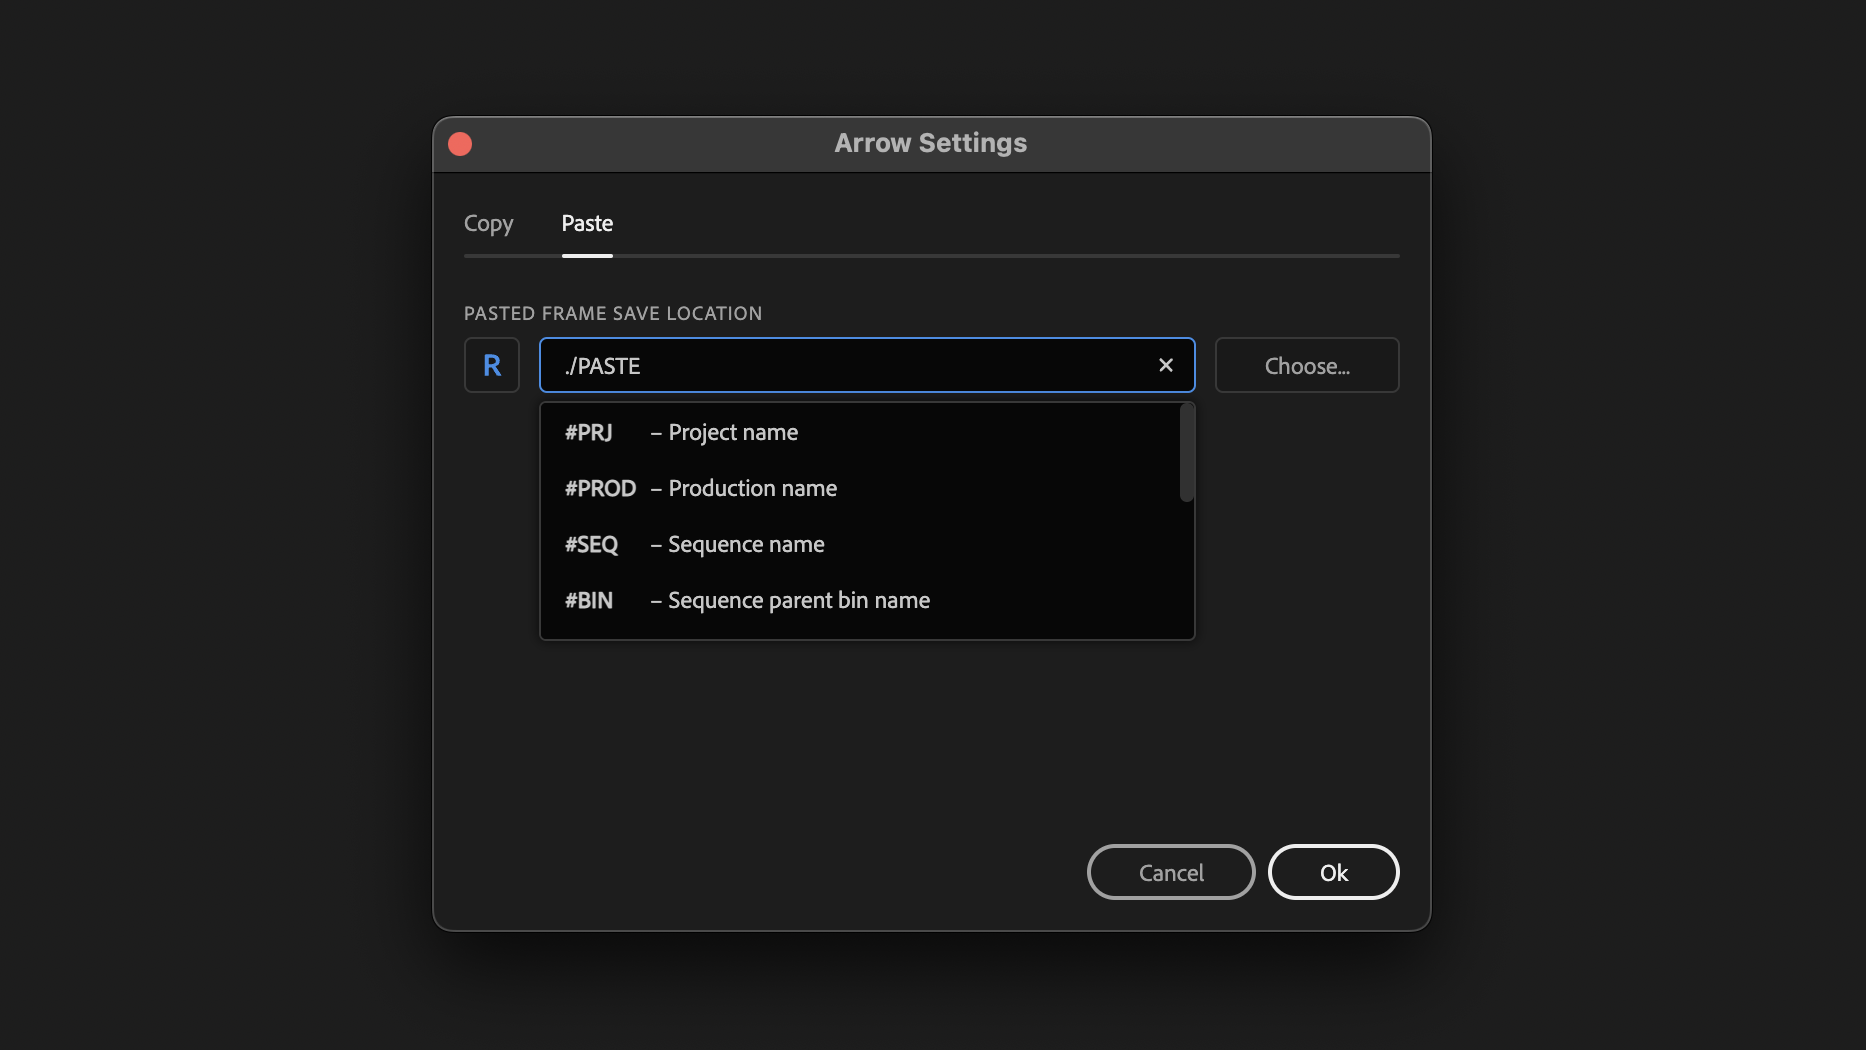 Arrow Settings
Copy Paste
PASTED FRAME SAVE LOCATION
R ./PASTE Choose...
#PRJ – Project name
#PROD – Production name
#SEQ – Sequence name
#BIN – Sequence parent bin name
Cancel Ok